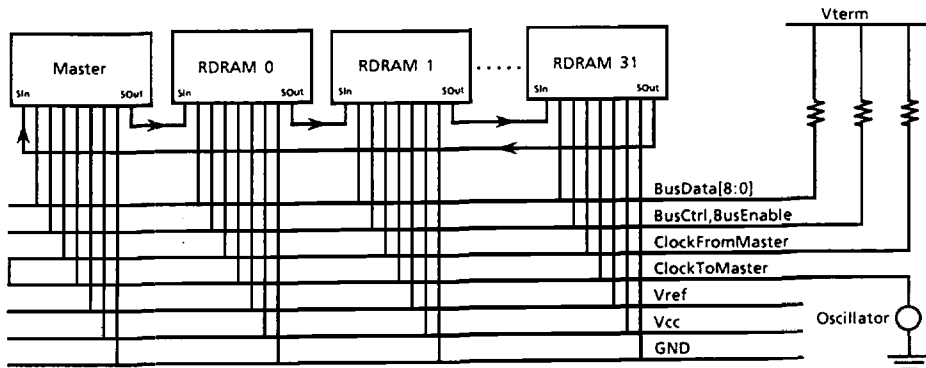 Vterm
Master
SIn
SOut
RDRAM 0
SIn
SOut
RDRAM 1
SIn
SOut
.....
RDRAM 31
SIn
SOut
BusData[8:0]
BusCtrl,BusEnable
ClockFromMaster
ClockToMaster
Vref
Vcc
GND
Oscillator